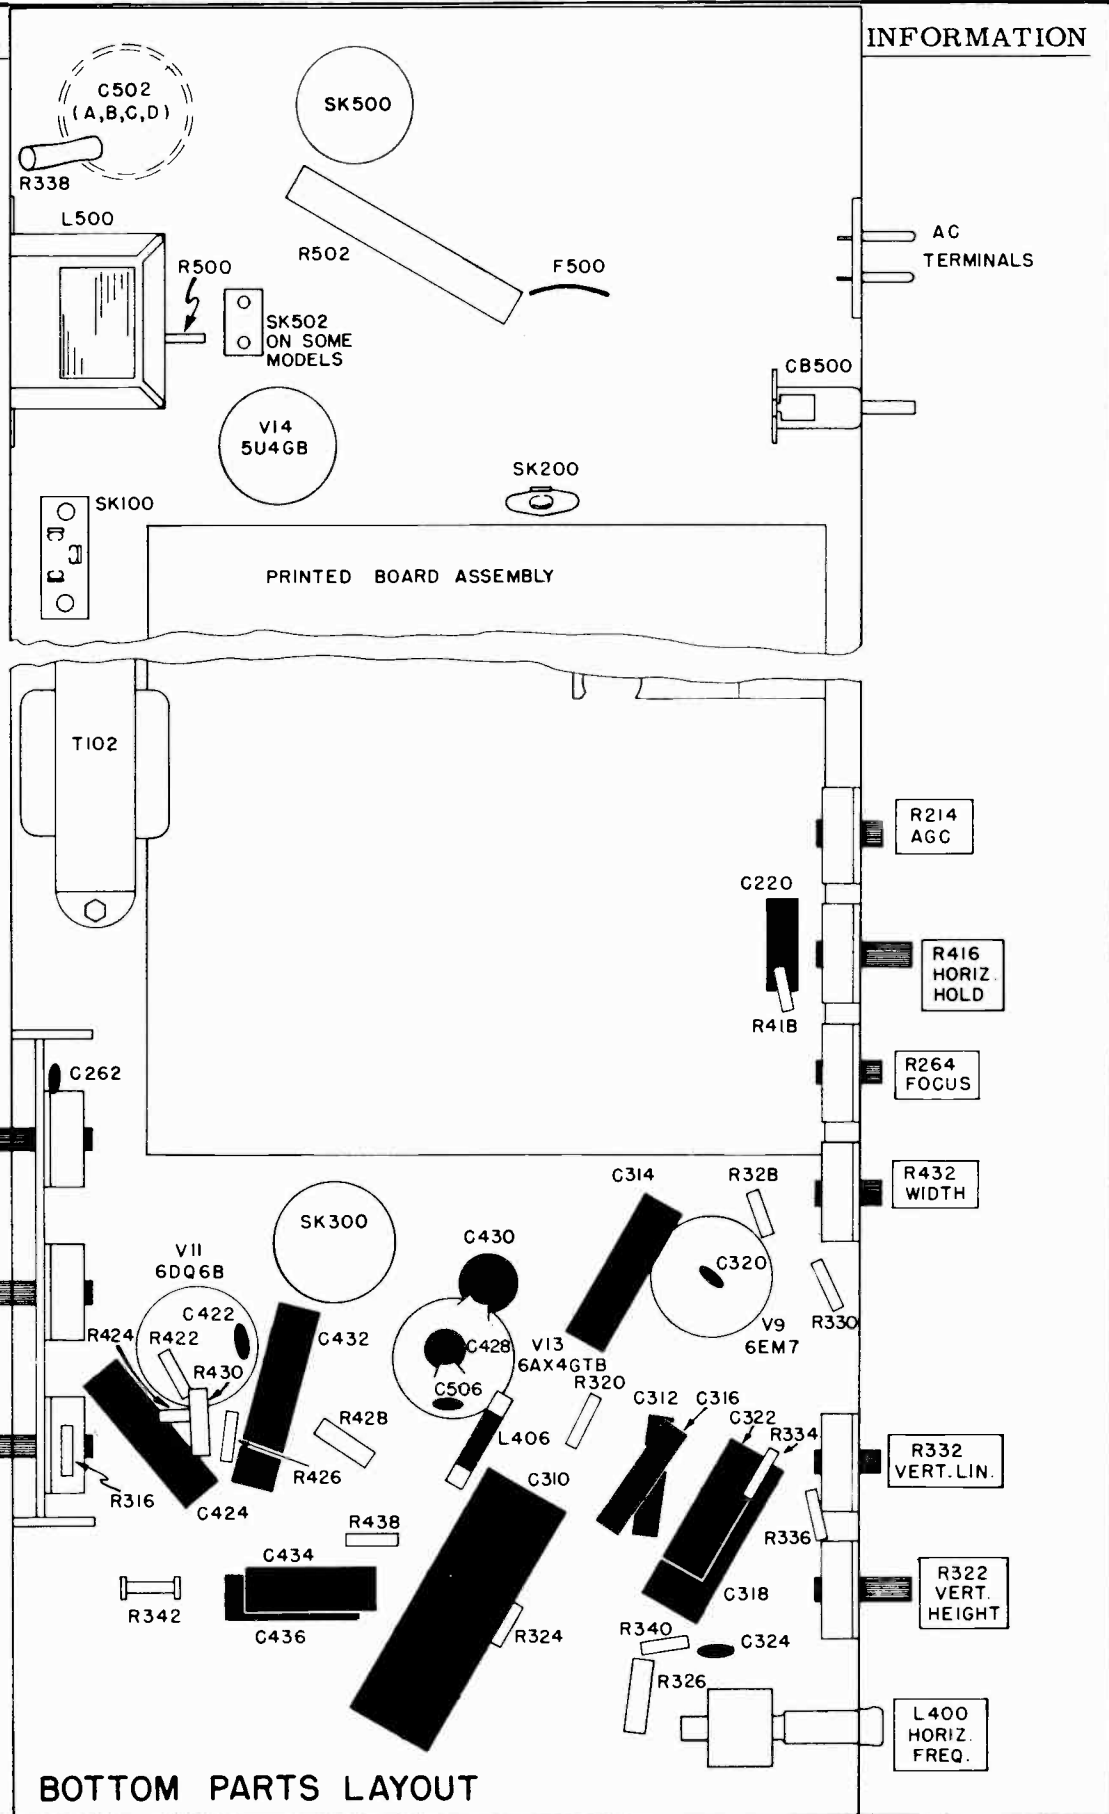 INFORMATION
C502
(A,B,C,D)
SK500
R338
L500
R502
R500
F500
AC
TERMINALS
SK502
ON SOME
MODELS
CB500
V14
5U4GB
SK200
SK100
PRINTED BOARD ASSEMBLY
T102
R214
AGC
C220
R416
HORIZ.
HOLD
R41B
C262
R264
FOCUS
C314
R32B
R432
WIDTH
SK300
C430
V11
6DQ6B
C320
C422
R424
R422
C432
C428
V13
6AX4GTB
V9
6EM7
R330
R430
C506
R320
C312
C316
C322
R334
R428
L406
R332
VERT. LIN.
R426
R316
C424
C310
R336
R438
C434
R322
VERT.
HEIGHT
R342
C436
C318
R324
R340
C324
R326
L400
HORIZ.
FREQ.
BOTTOM PARTS LAYOUT